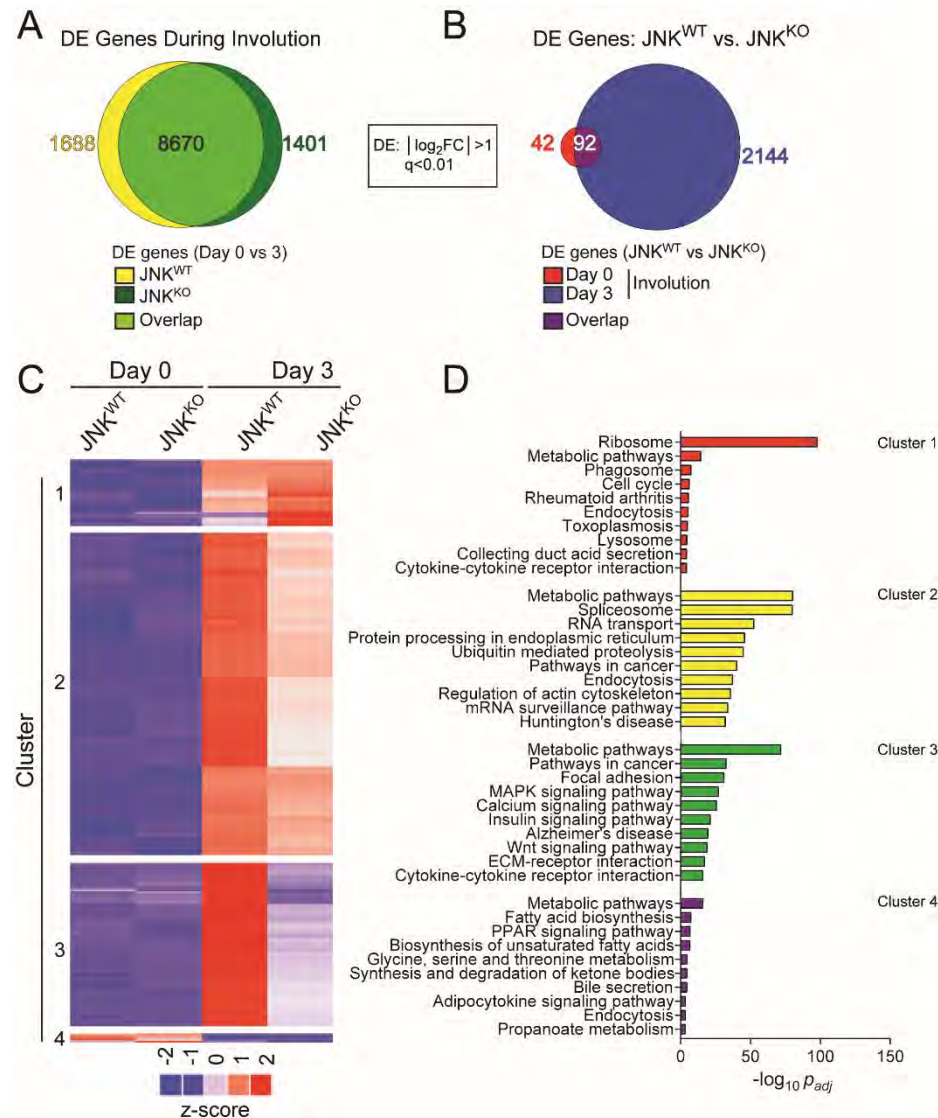 A
DE Genes During Involution
1688
8670
1401
DE genes (Day 0 vs 3)
JNK^WT
JNK^KO
Overlap
DE: |log₂FC| >1
q<0.01
B
DE Genes: JNK^WT vs. JNK^KO
42
92
2144
DE genes (JNK^WT vs JNK^KO)
Day 0
Day 3
Involution
Overlap
C
Day 0
Day 3
JNK^WT
JNK^KO
JNK^WT
JNK^KO
Cluster
1
2
3
4
-2
-1
0
1
2
z-score
D
Ribosome
Metabolic pathways
Phagosome
Cell cycle
Rheumatoid arthritis
Endocytosis
Toxoplasmosis
Lysosome
Collecting duct acid secretion
Cytokine-cytokine receptor interaction
Cluster 1
Metabolic pathways
Spliceosome
RNA transport
Protein processing in endoplasmic reticulum
Ubiquitin mediated proteolysis
Pathways in cancer
Endocytosis
Regulation of actin cytoskeleton
mRNA surveillance pathway
Huntington's disease
Cluster 2
Metabolic pathways
Pathways in cancer
Focal adhesion
MAPK signaling pathway
Calcium signaling pathway
Insulin signaling pathway
Alzheimer's disease
Wnt signaling pathway
ECM-receptor interaction
Cytokine-cytokine receptor interaction
Cluster 3
Metabolic pathways
Fatty acid biosynthesis
PPAR signaling pathway
Biosynthesis of unsaturated fatty acids
Glycine, serine and threonine metabolism
Synthesis and degradation of ketone bodies
Bile secretion
Adipocytokine signaling pathway
Endocytosis
Propanoate metabolism
Cluster 4
0
50
100
150
-log₁₀ p_adj